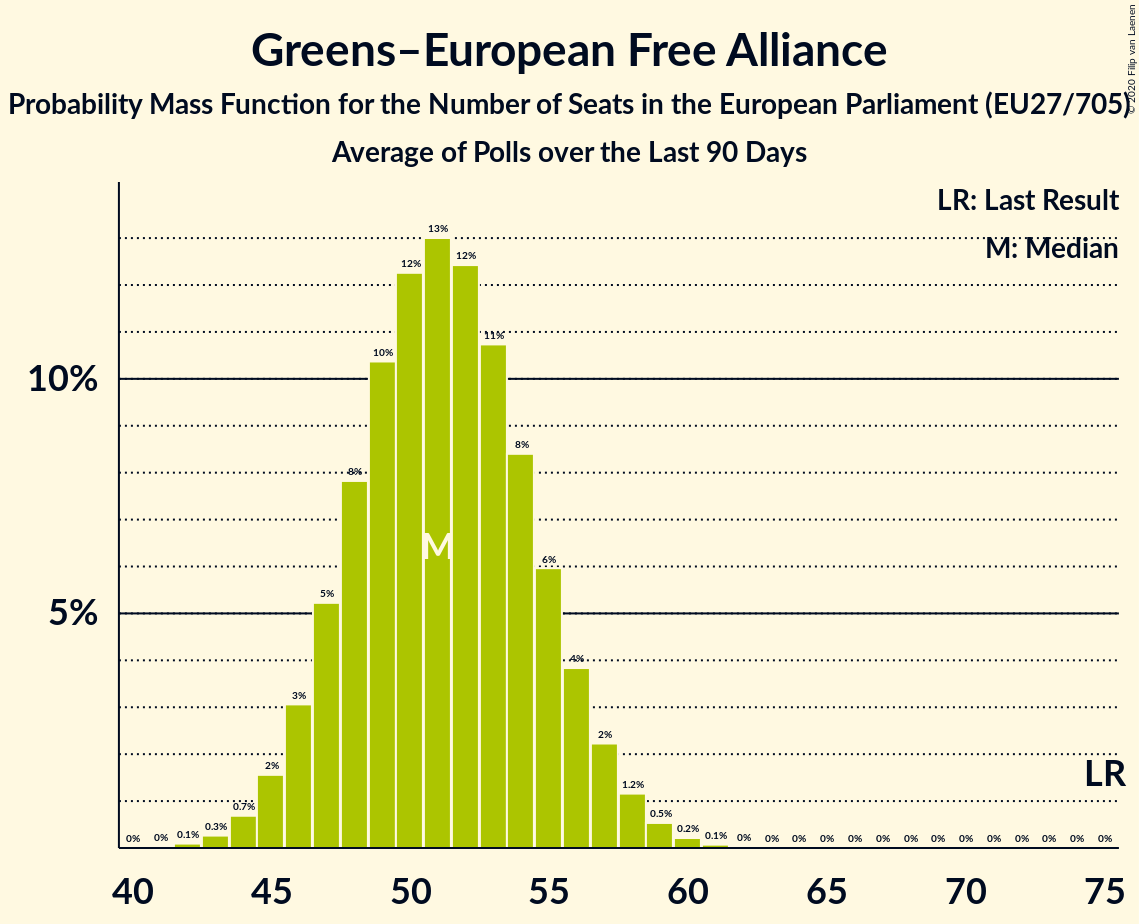 Greens–European Free Alliance
Probability Mass Function for the Number of Seats in the European Parliament (EU27/705)
Average of Polls over the Last 90 Days
© 2020 Filip van Laenen
LR: Last Result
M: Median
13%
12% 12%
11%
10%
10%
8%
8%
M
6%
5%
5%
4%
3%
2%
2%
LR
1.2%
0.7%
0.5%
0.3%
0.2%
0% 0% 0.1% 0.1% 0% 0% 0% 0% 0% 0% 0% 0% 0% 0% 0% 0% 0% 0%
40 45 50 55 60 65 70 75